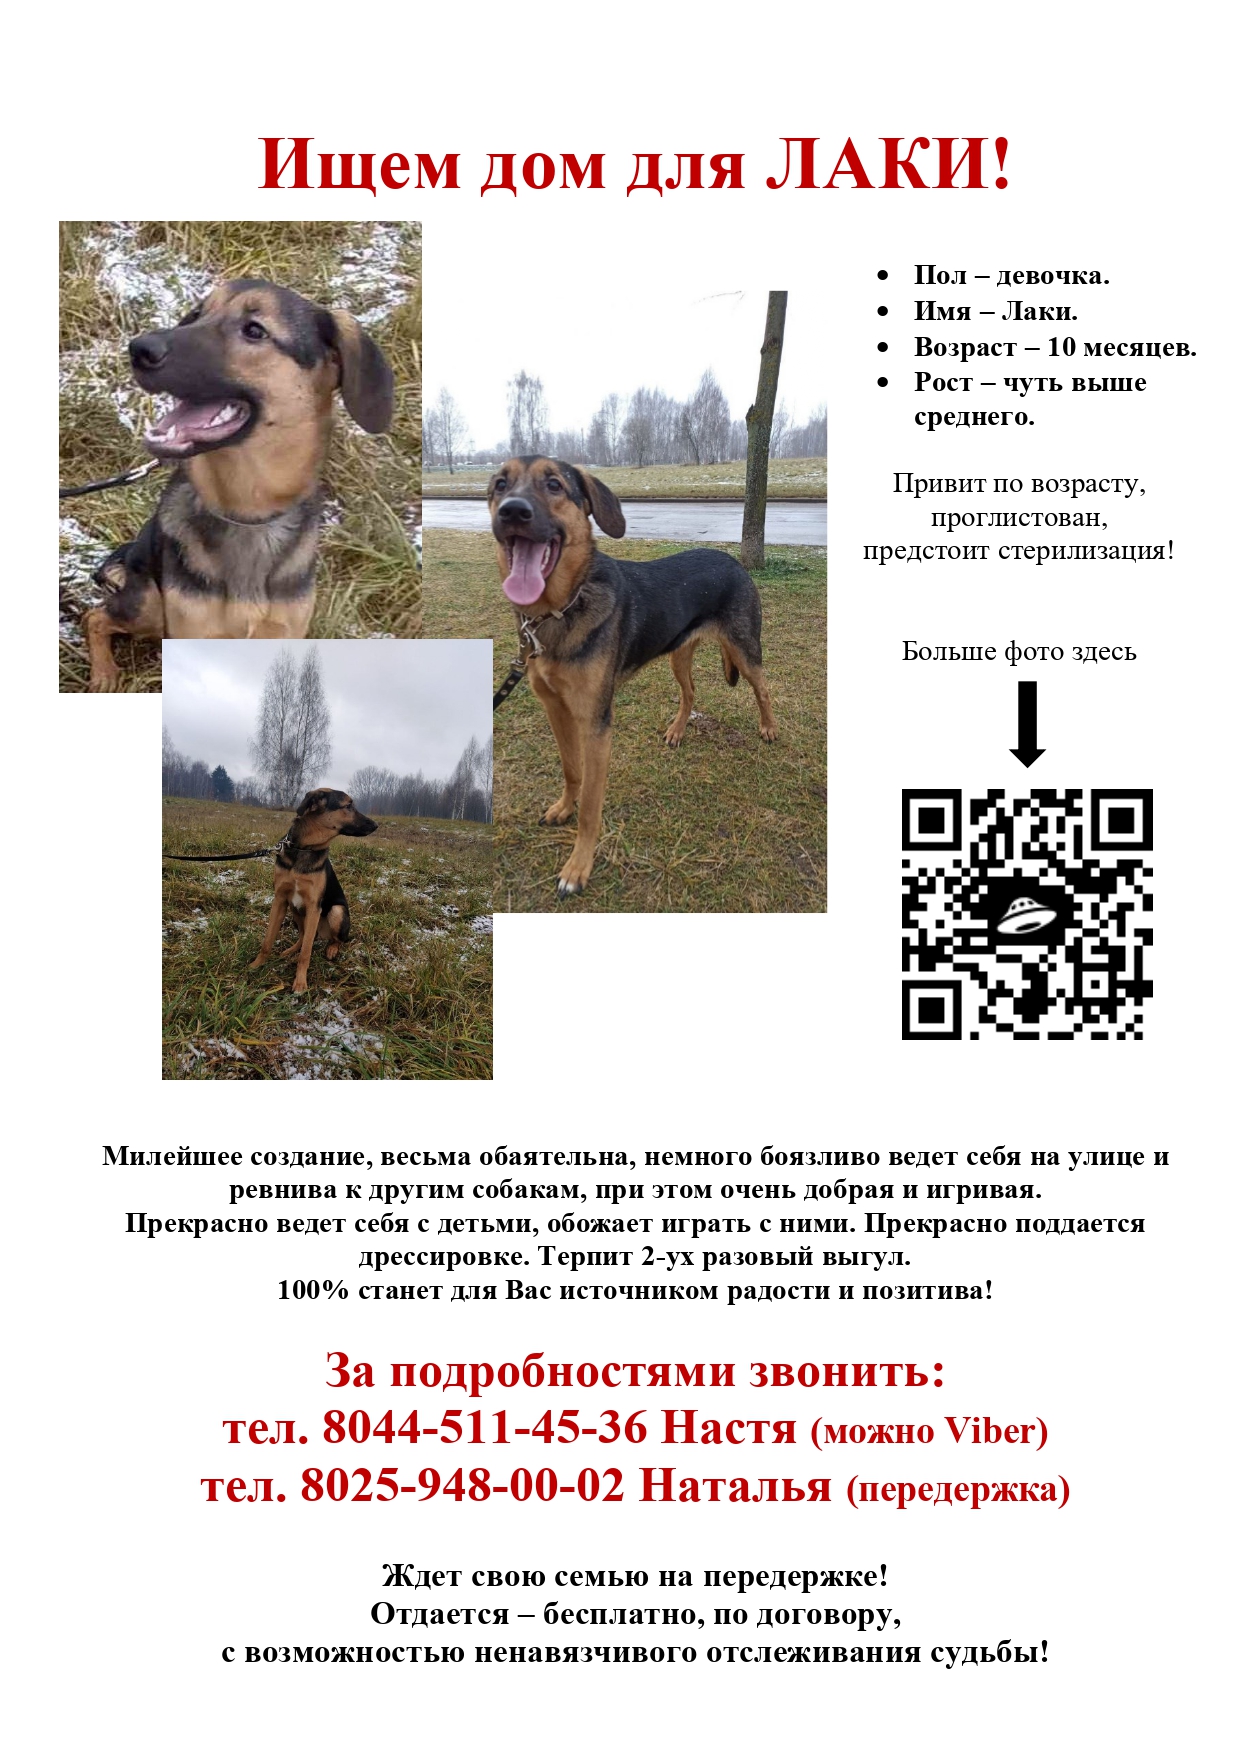 Ищем дом для ЛАКИ!
• Пол – девочка.
• Имя – Лаки.
• Возраст – 10 месяцев.
• Рост – чуть выше
среднего.
Привит по возрасту,
проглистован,
предстоит стерилизация!
Больше фото здесь
Милейшее создание, весьма обаятельна, немного боязливо ведет себя на улице и
ревнива к другим собакам, при этом очень добрая и игривая.
Прекрасно ведет себя с детьми, обожает играть с ними. Прекрасно поддается
дрессировке. Терпит 2-ух разовый выгул.
100% станет для Вас источником радости и позитива!
За подробностями звонить:
тел. 8044-511-45-36 Настя (можно Viber)
тел. 8025-948-00-02 Наталья (передержка)
Ждет свою семью на передержке!
Отдается – бесплатно, по договору,
с возможностью ненавязчивого отслеживания судьбы!